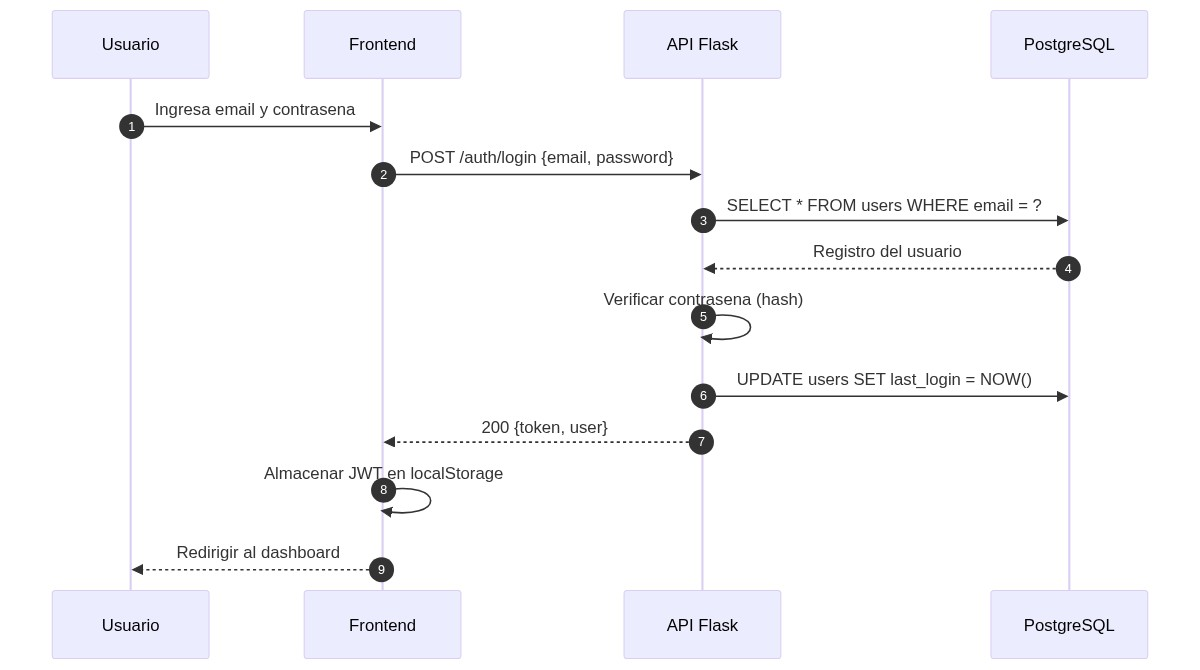 Usuario
Frontend
API Flask
PostgreSQL
Ingresa email y contrasena
1
POST /auth/login {email, password}
2
SELECT * FROM users WHERE email = ?
3
Registro del usuario
4
Verificar contrasena (hash)
5
UPDATE users SET last_login = NOW()
6
200 {token, user}
7
Almacenar JWT en localStorage
8
Redirigir al dashboard
9
Usuario
Frontend
API Flask
PostgreSQL